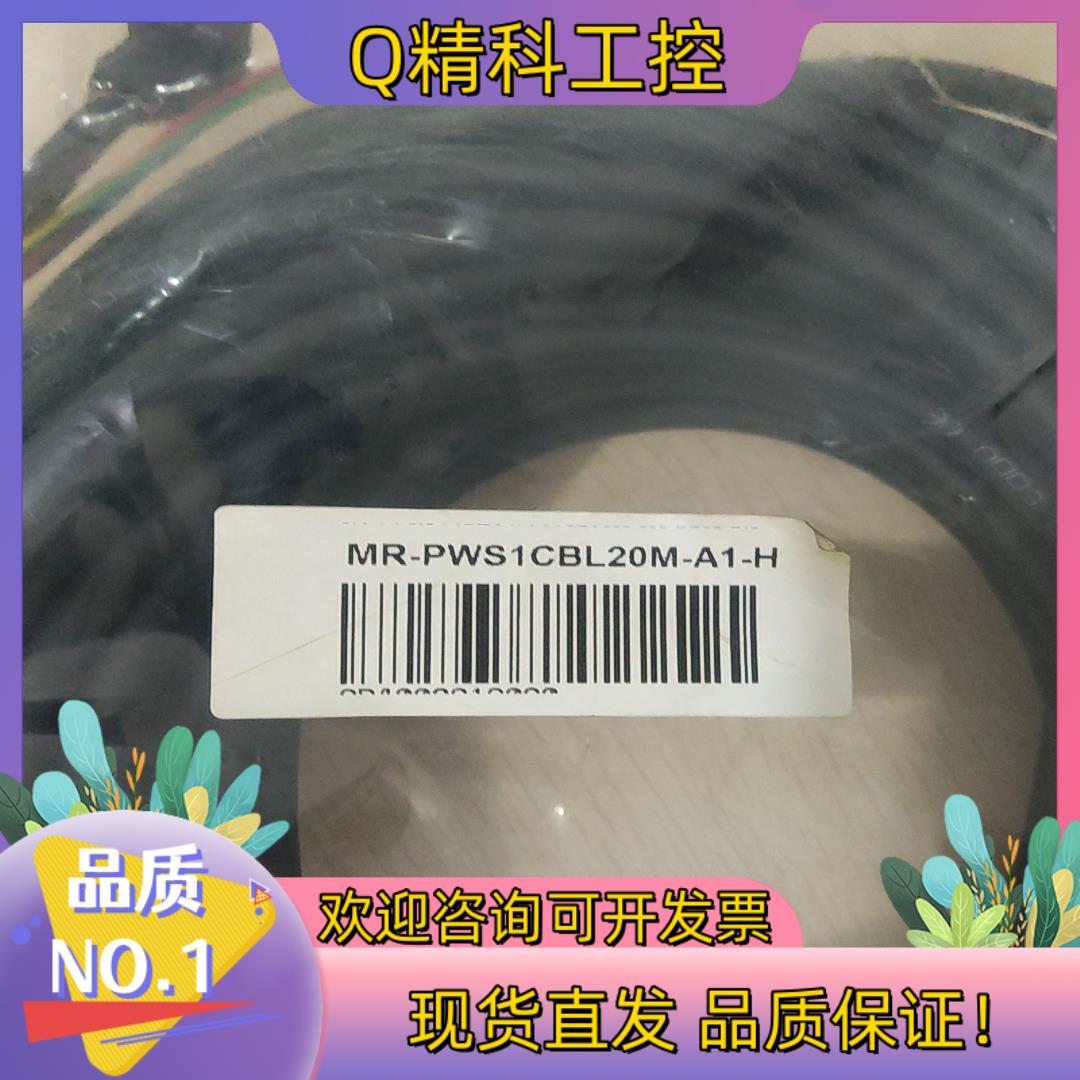 Q精科工控
MR-PWS1CBL20M-A1-H
品质
NO.1
欢迎咨询可开发票
现货直发 品质保证!